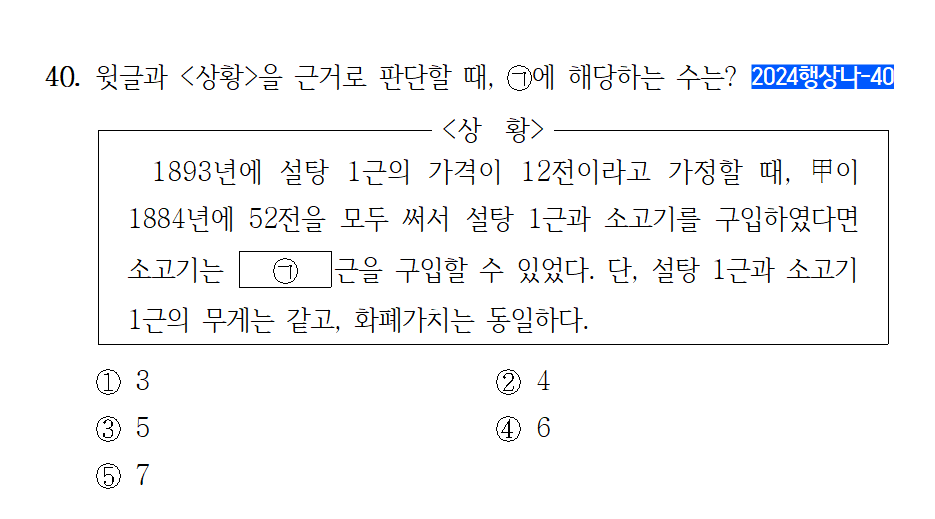 40. 윗글과 <상황>을 근거로 판단할 때, ㉠에 해당하는 수는? 2024행상나-40
<상 황>
1893년에 설탕 1근의 가격이 12전이라고 가정할 때, 甲이
1884년에 52전을 모두 써서 설탕 1근과 소고기를 구입하였다면
소고기는 ㉠ 근을 구입할 수 있었다. 단, 설탕 1근과 소고기
1근의 무게는 같고, 화폐가치는 동일하다.
① 3 ② 4
③ 5 ④ 6
⑤ 7